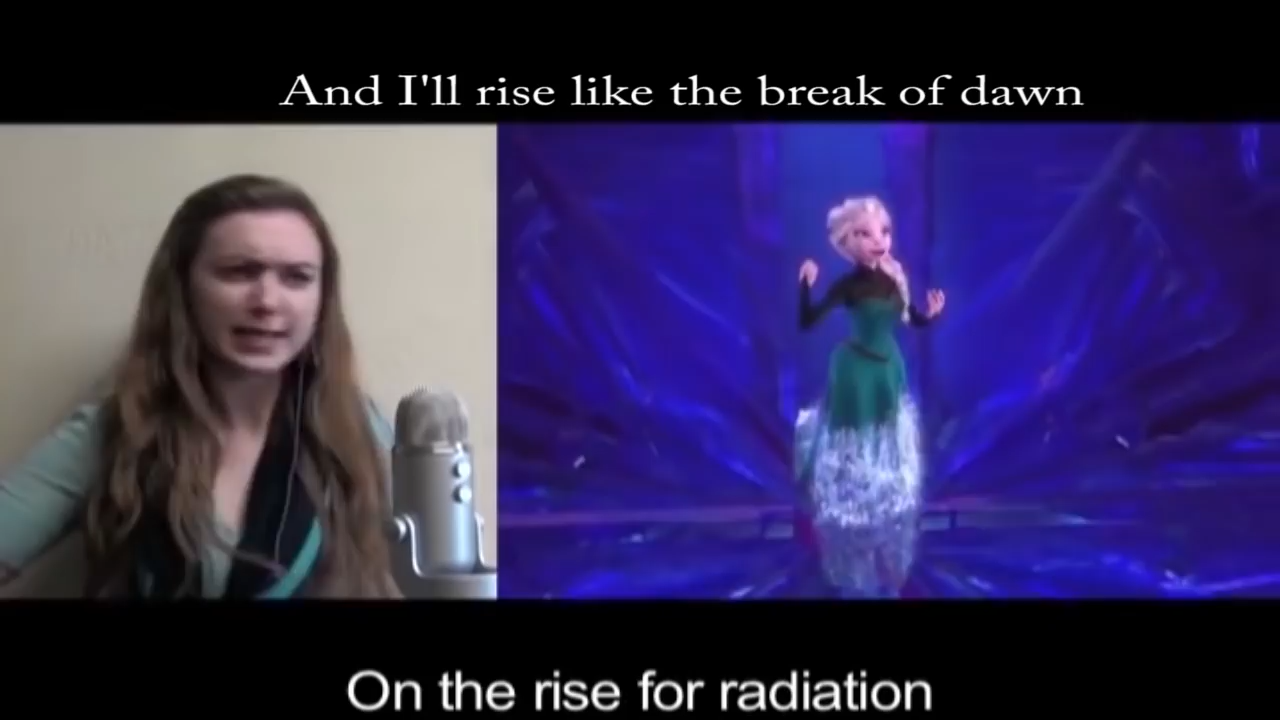 And I'll rise like the break of dawn
On the rise for radiation